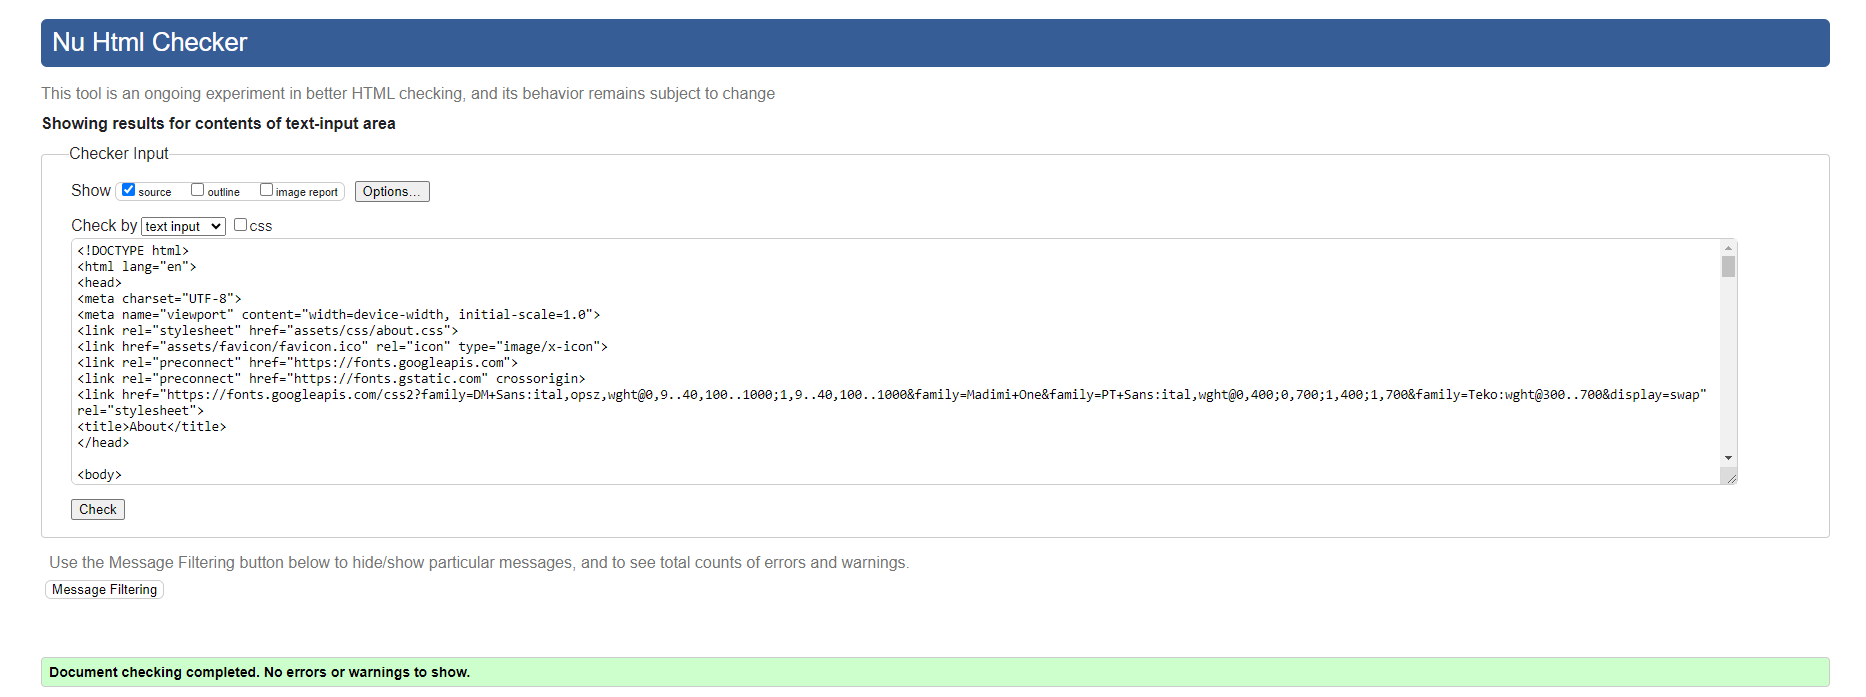 Nu Html Checker
This tool is an ongoing experiment in better HTML checking, and its behavior remains subject to change
Showing results for contents of text-input area
Checker Input
Show source outline image report Options...
Check by text input css
<!DOCTYPE html>
<html lang="en">
<head>
<meta charset="UTF-8">
<meta name="viewport" content="width=device-width, initial-scale=1.0">
<link rel="stylesheet" href="assets/css/about.css">
<link href="assets/favicon/favicon.ico" rel="icon" type="image/x-icon">
<link rel="preconnect" href="https://fonts.googleapis.com">
<link rel="preconnect" href="https://fonts.gstatic.com" crossorigin>
<link href="https://fonts.googleapis.com/css2?family=DM+Sans:ital,opsz,wght@0,9..40,100..1000;1,9..40,100..1000&family=Madimi+One&family=PT+Sans:ital,wght@0,400;0,700;1,400;1,700&family=Teko:wght@300..700&display=swap"
rel="stylesheet">
<title>About</title>
</head>
<body>
Check
Use the Message Filtering button below to hide/show particular messages, and to see total counts of errors and warnings.
Message Filtering
Document checking completed. No errors or warnings to show.